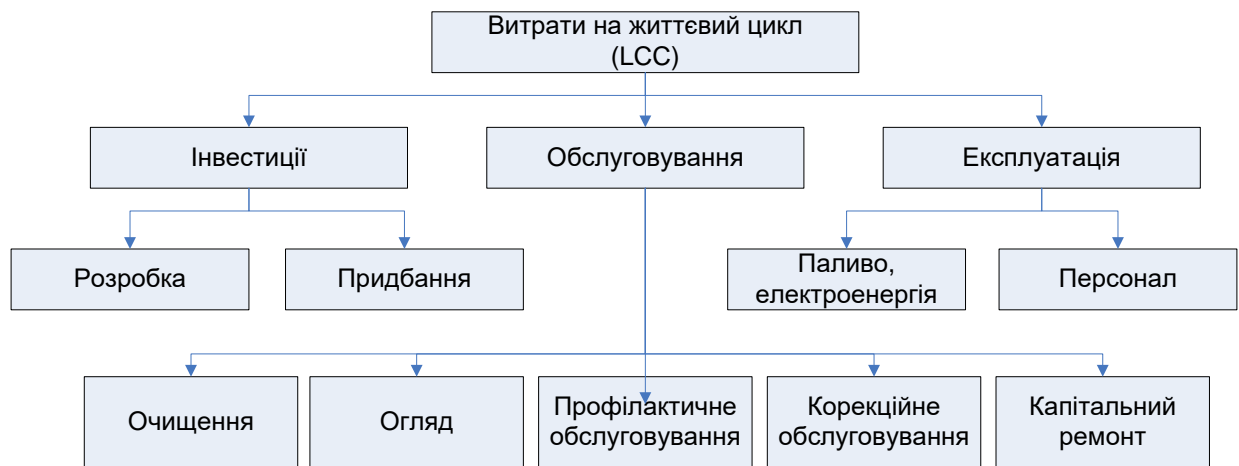 Витрати на життєвий цикл
(LCC)
Інвестиції
Обслуговування
Експлуатація
Розробка
Придбання
Паливо,
електроенергія
Персонал
Очищення
Огляд
Профілактичне
обслуговування
Корекційне
обслуговування
Капітальний
ремонт